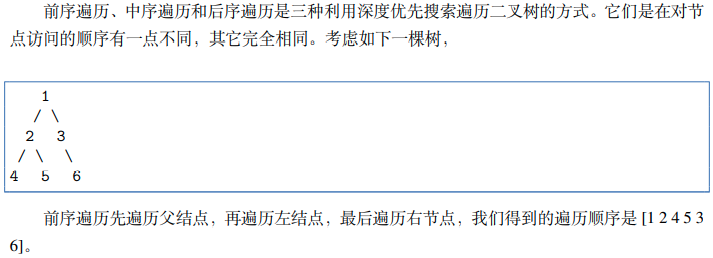 前序遍历、中序遍历和后序遍历是三种利用深度优先搜索遍历二叉树的方式。它们是在对节
点访问的顺序有一点不同，其它完全相同。考虑如下一棵树，
1
/ \
2 3
/ \ \
4 5 6
前序遍历先遍历父结点，再遍历左结点，最后遍历右节点，我们得到的遍历顺序是 [1 2 4 5 3
6]。